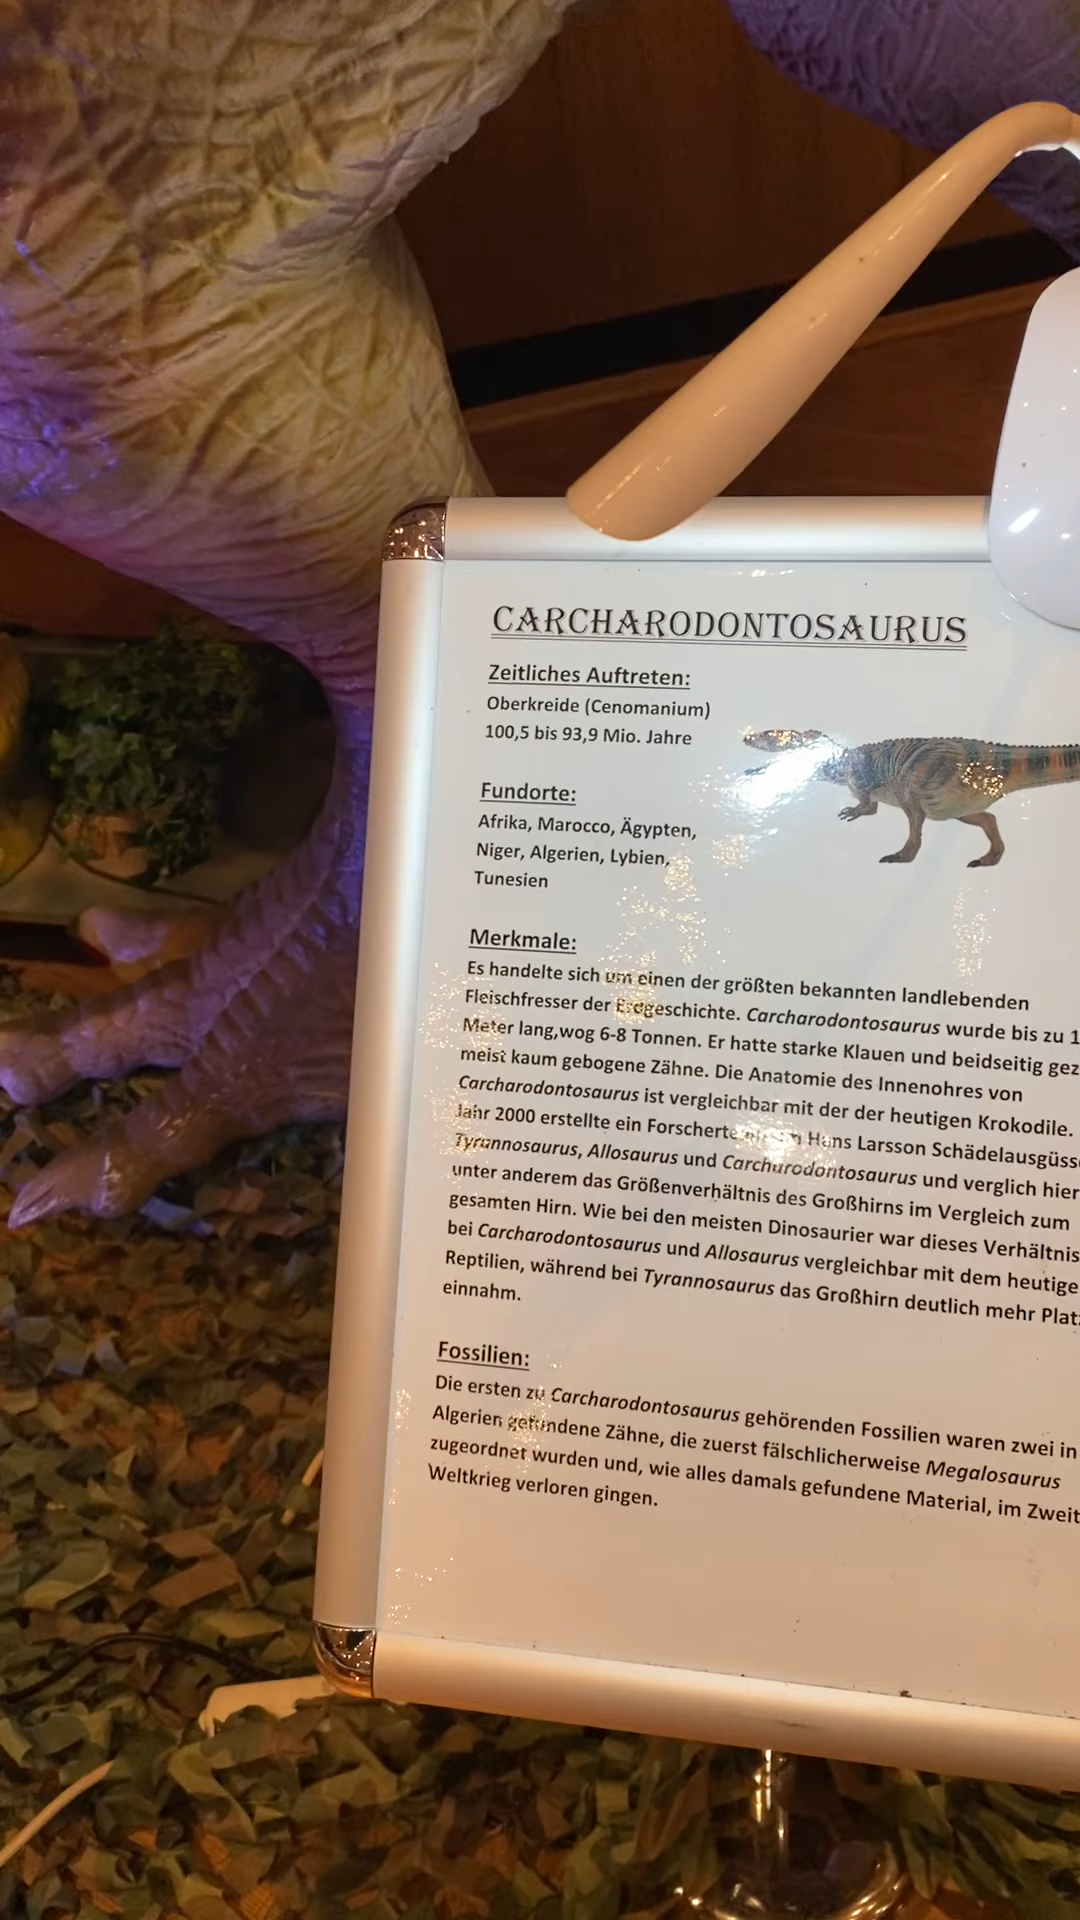 CARCHARODONTOSAURUS
Zeitliches Auftreten:
Oberkreide (Cenomanium)
100,5 bis 93,9 Mio. Jahre
Fundorte:
Afrika, Marocco, Ägypten,
Niger, Algerien, Lybien,
Tunesien
Merkmale:
Es handelte sich um einen der größten bekannten landlebenden
Fleischfresser der Erdgeschichte. Carcharodontosaurus wurde bis zu 1
Meter lang,wog 6-8 Tonnen. Er hatte starke Klauen und beidseitig gez
meist kaum gebogene Zähne. Die Anatomie des Innenohres von
Carcharodontosaurus ist vergleichbar mit der der heutigen Krokodile.
Jahr 2000 erstellte ein Forscherte Hans Larsson Schädelausgüss
Tyrannosaurus, Allosaurus und Carcharodontosaurus und verglich hier
unter anderem das Größenverhältnis des Großhirns im Vergleich zum
gesamten Hirn. Wie bei den meisten Dinosaurier war dieses Verhältnis
bei Carcharodontosaurus und Allosaurus vergleichbar mit dem heutige
Reptilien, während bei Tyrannosaurus das Großhirn deutlich mehr Plat
einnahm.
Fossilien:
Die ersten zu Carcharodontosaurus gehörenden Fossilien waren zwei in
Algerien gefundene Zähne, die zuerst fälschlicherweise Megalosaurus
zugeordnet wurden und, wie alles damals gefundene Material, im Zweit
Weltkrieg verloren gingen.